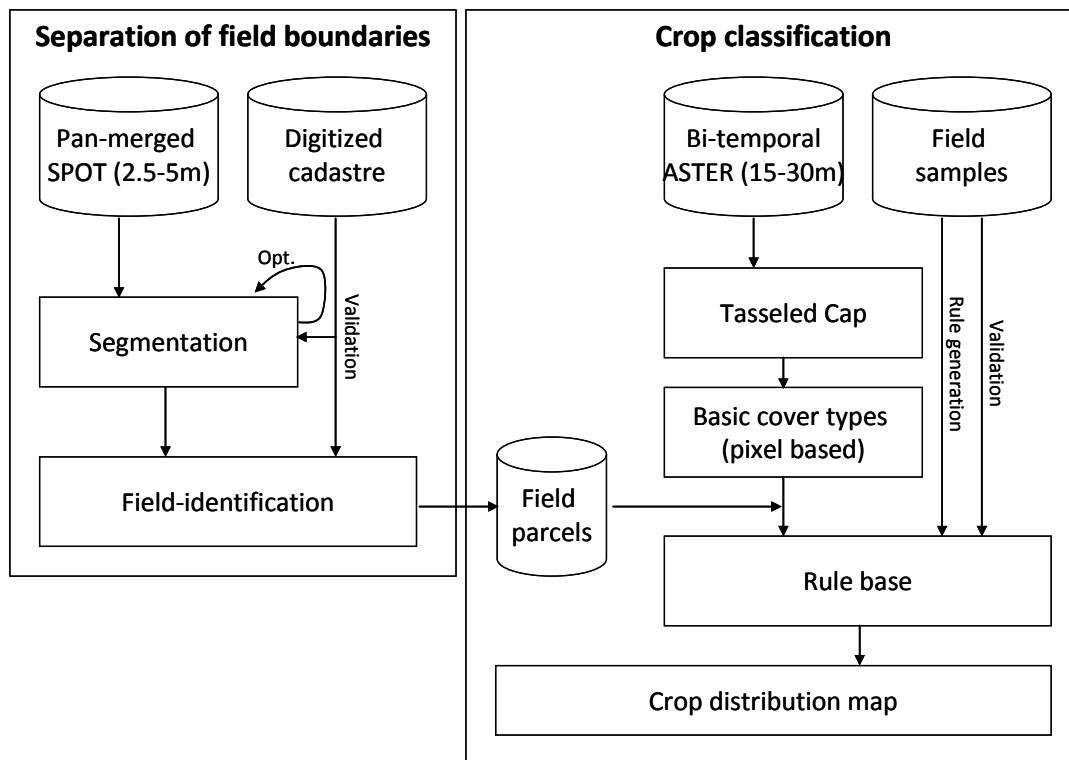 Separation of field boundaries
Pan-merged
SPOT (2.5-5m)
Digitized
cadastre
Opt.
Validation
Segmentation
Field-identification
Crop classification
Bi-temporal
ASTER (15-30m)
Field
samples
Tasseled Cap
Rule generation
Validation
Basic cover types
(pixel based)
Field
parcels
Rule base
Crop distribution map